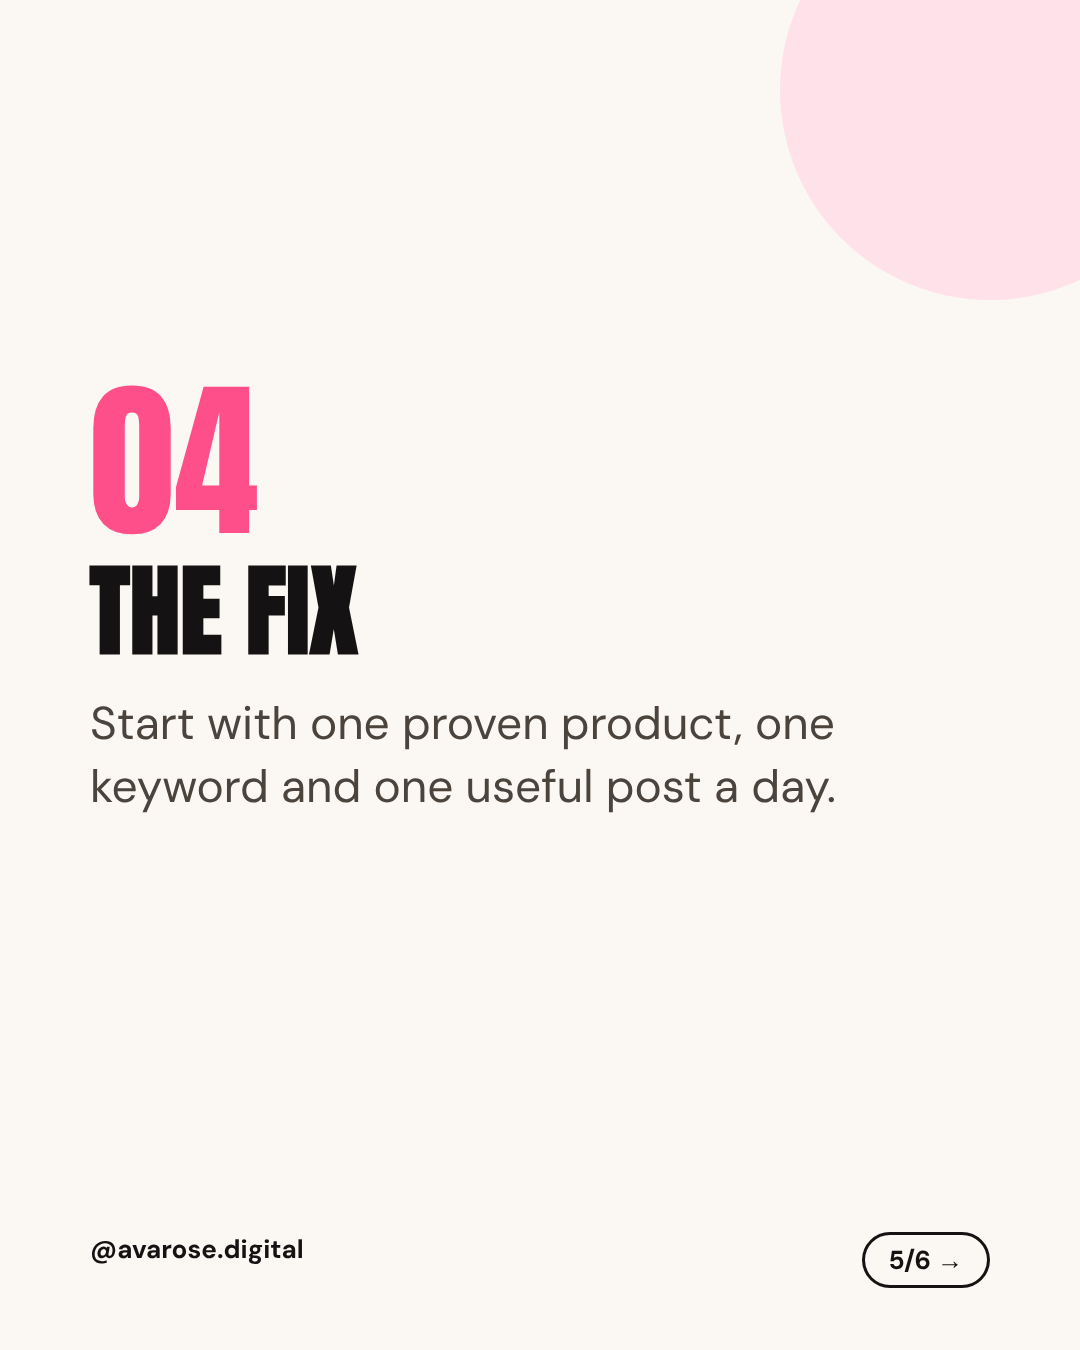 04
THE FIX
Start with one proven product, one
keyword and one useful post a day.
@avarose.digital
5/6 →